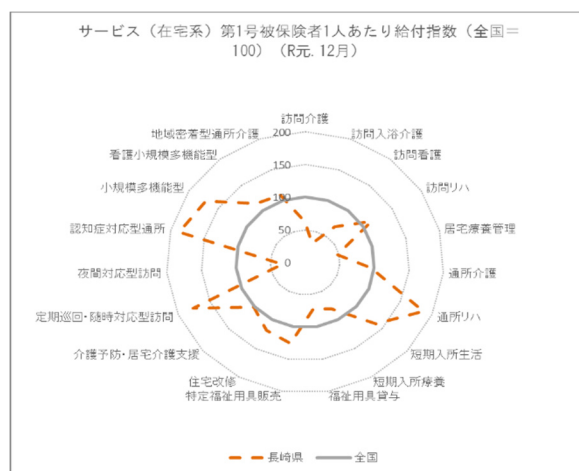 サービス（在宅系）第1号被保険者1人あたり給付指数（全国＝
100）（R元.12月）
訪問介護
地域密着型通所介護
訪問入浴介護
看護小規模多機能型
訪問看護
小規模多機能型
訪問リハ
認知症対応型通所
居宅療養管理
夜間対応型訪問
通所介護
定期巡回・随時対応型訪問
通所リハ
介護予防・居宅介護支援
短期入所生活
住宅改修
短期入所療養
特定福祉用具販売
福祉用具貸与
200
150
100
50
0
長崎県
全国